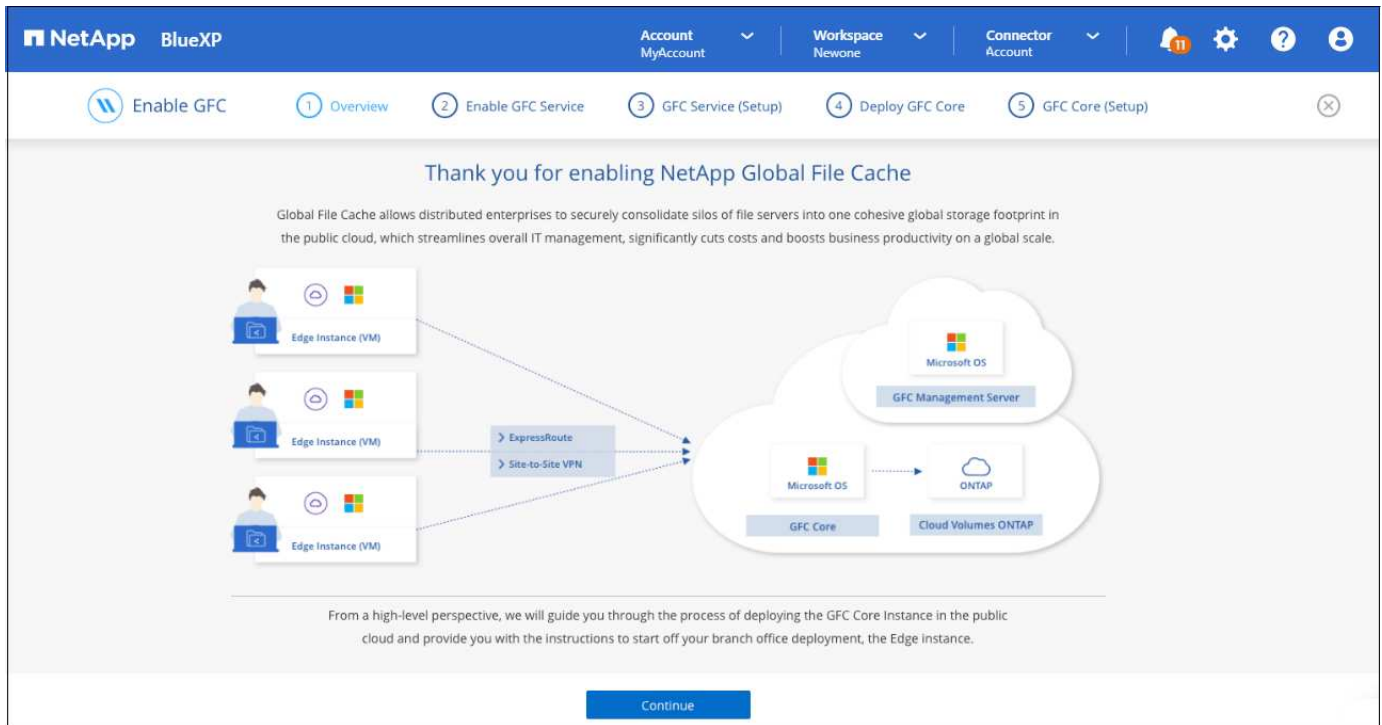 NetApp BlueXP
Account
MyAccount
Workspace
Newone
Connector
Account
11
Enable GFC
1 Overview
2 Enable GFC Service
3 GFC Service (Setup)
4 Deploy GFC Core
5 GFC Core (Setup)
Thank you for enabling NetApp Global File Cache
Global File Cache allows distributed enterprises to securely consolidate silos of file servers into one cohesive global storage footprint in
the public cloud, which streamlines overall IT management, significantly cuts costs and boosts business productivity on a global scale.
Edge Instance (VM)
Edge Instance (VM)
Edge Instance (VM)
> ExpressRoute
> Site-to-Site VPN
Microsoft OS
GFC Management Server
Microsoft OS
GFC Core
ONTAP
Cloud Volumes ONTAP
From a high-level perspective, we will guide you through the process of deploying the GFC Core Instance in the public
cloud and provide you with the instructions to start off your branch office deployment, the Edge instance.
Continue